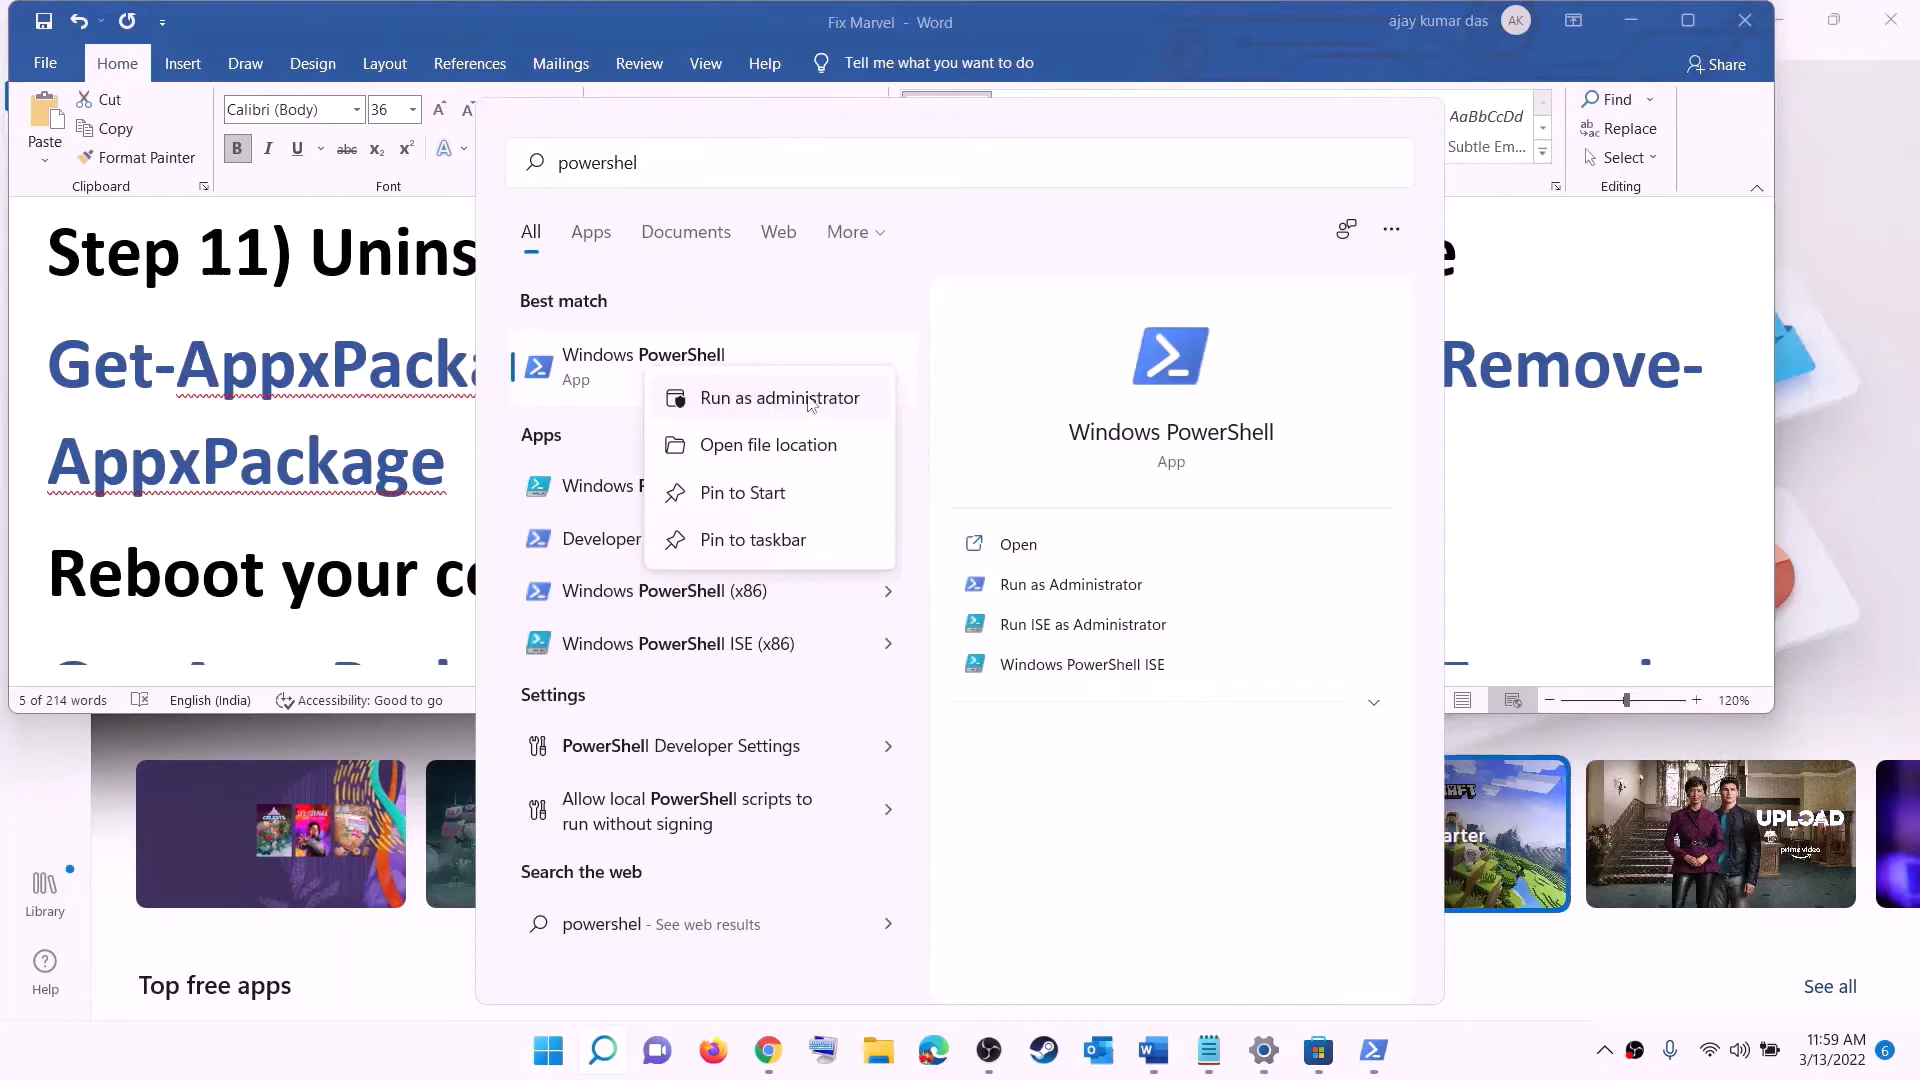 Fix Marvel - Word
ajay kumar das
AK
File
Home
Insert
Draw
Design
Layout
References
Mailings
Review
View
Help
Tell me what you want to do
Share
Paste
Cut
Copy
Format Painter
Clipboard
Calibri (Body)
36
Font
AaBbCcDd
Subtle Em...
Find
Replace
Select
Editing
Step 11) Unins
Get-AppxPacka
Remove-
AppxPackage
Reboot your co
5 of 214 words
English (India)
Accessibility: Good to go
120%
powershel
All
Apps
Documents
Web
More
Best match
Windows PowerShell
App
Run as administrator
Open file location
Pin to Start
Pin to taskbar
Apps
Windows P
Developer
Windows PowerShell (x86)
Windows PowerShell ISE (x86)
Settings
PowerShell Developer Settings
Allow local PowerShell scripts to
run without signing
Search the web
powershel - See web results
Windows PowerShell
App
Open
Run as Administrator
Run ISE as Administrator
Windows PowerShell ISE
Library
Help
CELESTE
arter
UPLOAD
prime video
Top free apps
See all
11:59 AM
3/13/2022
6